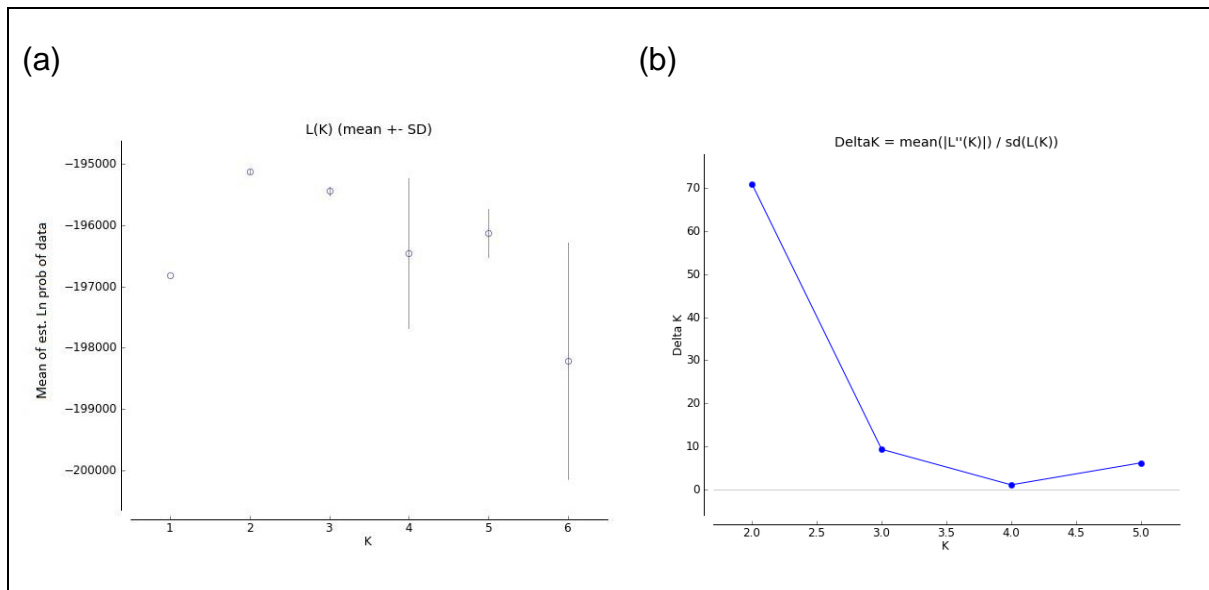 (a)
L(K) (mean +- SD)
Mean of est. Ln prob of data
−195000
−196000
−197000
−198000
−199000
−200000
1 2 3 4 5 6
K
(b)
DeltaK = mean(|L''(K)|) / sd(L(K))
Delta K
70
60
50
40
30
20
10
0
2.0 2.5 3.0 3.5 4.0 4.5 5.0
K